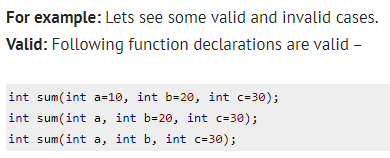 For example: Lets see some valid and invalid cases.
Valid: Following function declarations are valid –
int sum(int a=10, int b=20, int c=30);
int sum(int a, int b=20, int c=30);
int sum(int a, int b, int c=30);